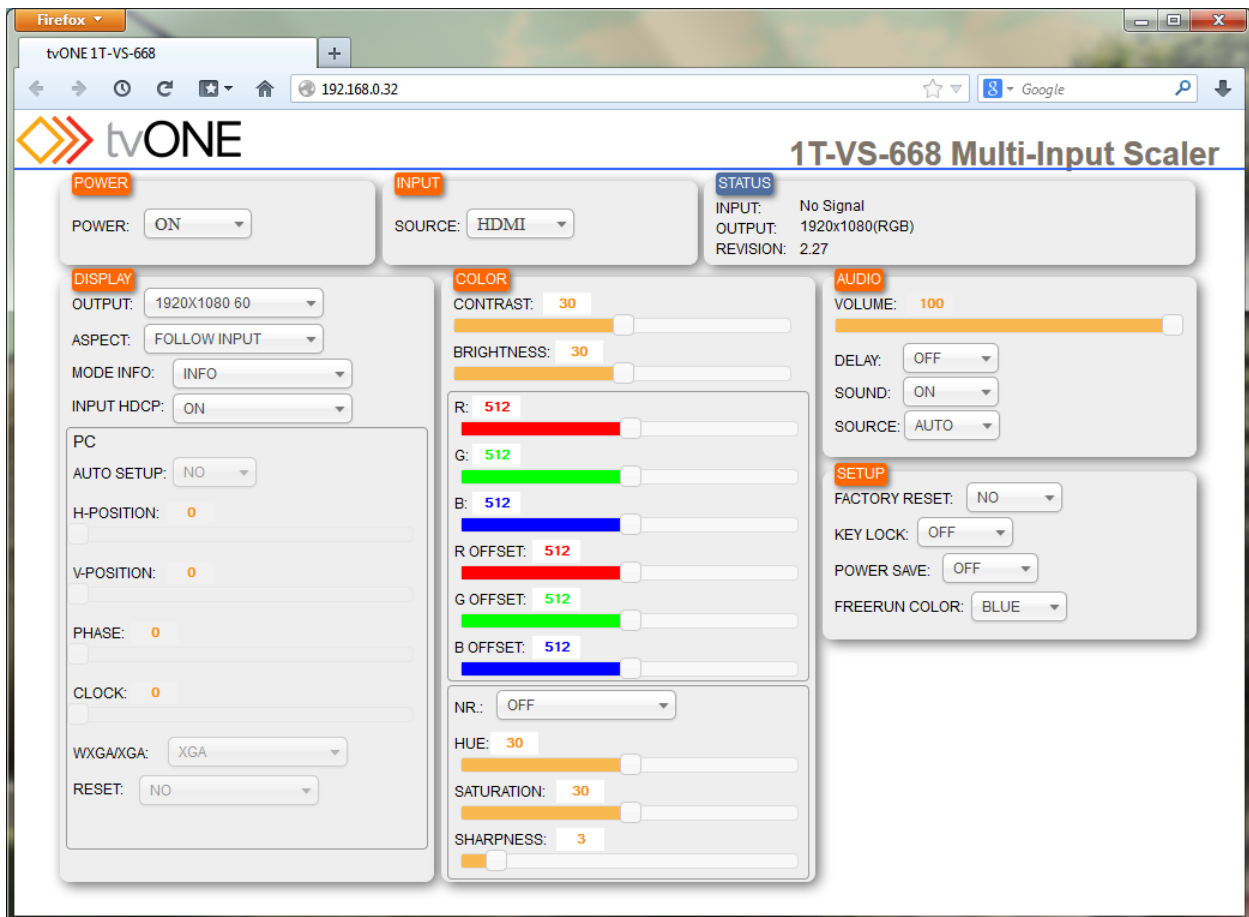 Firefox
tvONE 1T-VS-668
+
192.168.0.32
8
Google
tvONE
1T-VS-668 Multi-Input Scaler
POWER
POWER: ON
INPUT
SOURCE: HDMI
STATUS
INPUT: No Signal
OUTPUT: 1920x1080(RGB)
REVISION: 2.27
DISPLAY
OUTPUT: 1920X1080 60
ASPECT: FOLLOW INPUT
MODE INFO: INFO
INPUT HDCP: ON
PC
AUTO SETUP: NO
H-POSITION: 0
V-POSITION: 0
PHASE: 0
CLOCK: 0
WXGA/XGA: XGA
RESET: NO
COLOR
CONTRAST: 30
BRIGHTNESS: 30
R: 512
G: 512
B: 512
R OFFSET: 512
G OFFSET: 512
B OFFSET: 512
NR.: OFF
HUE: 30
SATURATION: 30
SHARPNESS: 3
AUDIO
VOLUME: 100
DELAY: OFF
SOUND: ON
SOURCE: AUTO
SETUP
FACTORY RESET: NO
KEY LOCK: OFF
POWER SAVE: OFF
FREERUN COLOR: BLUE